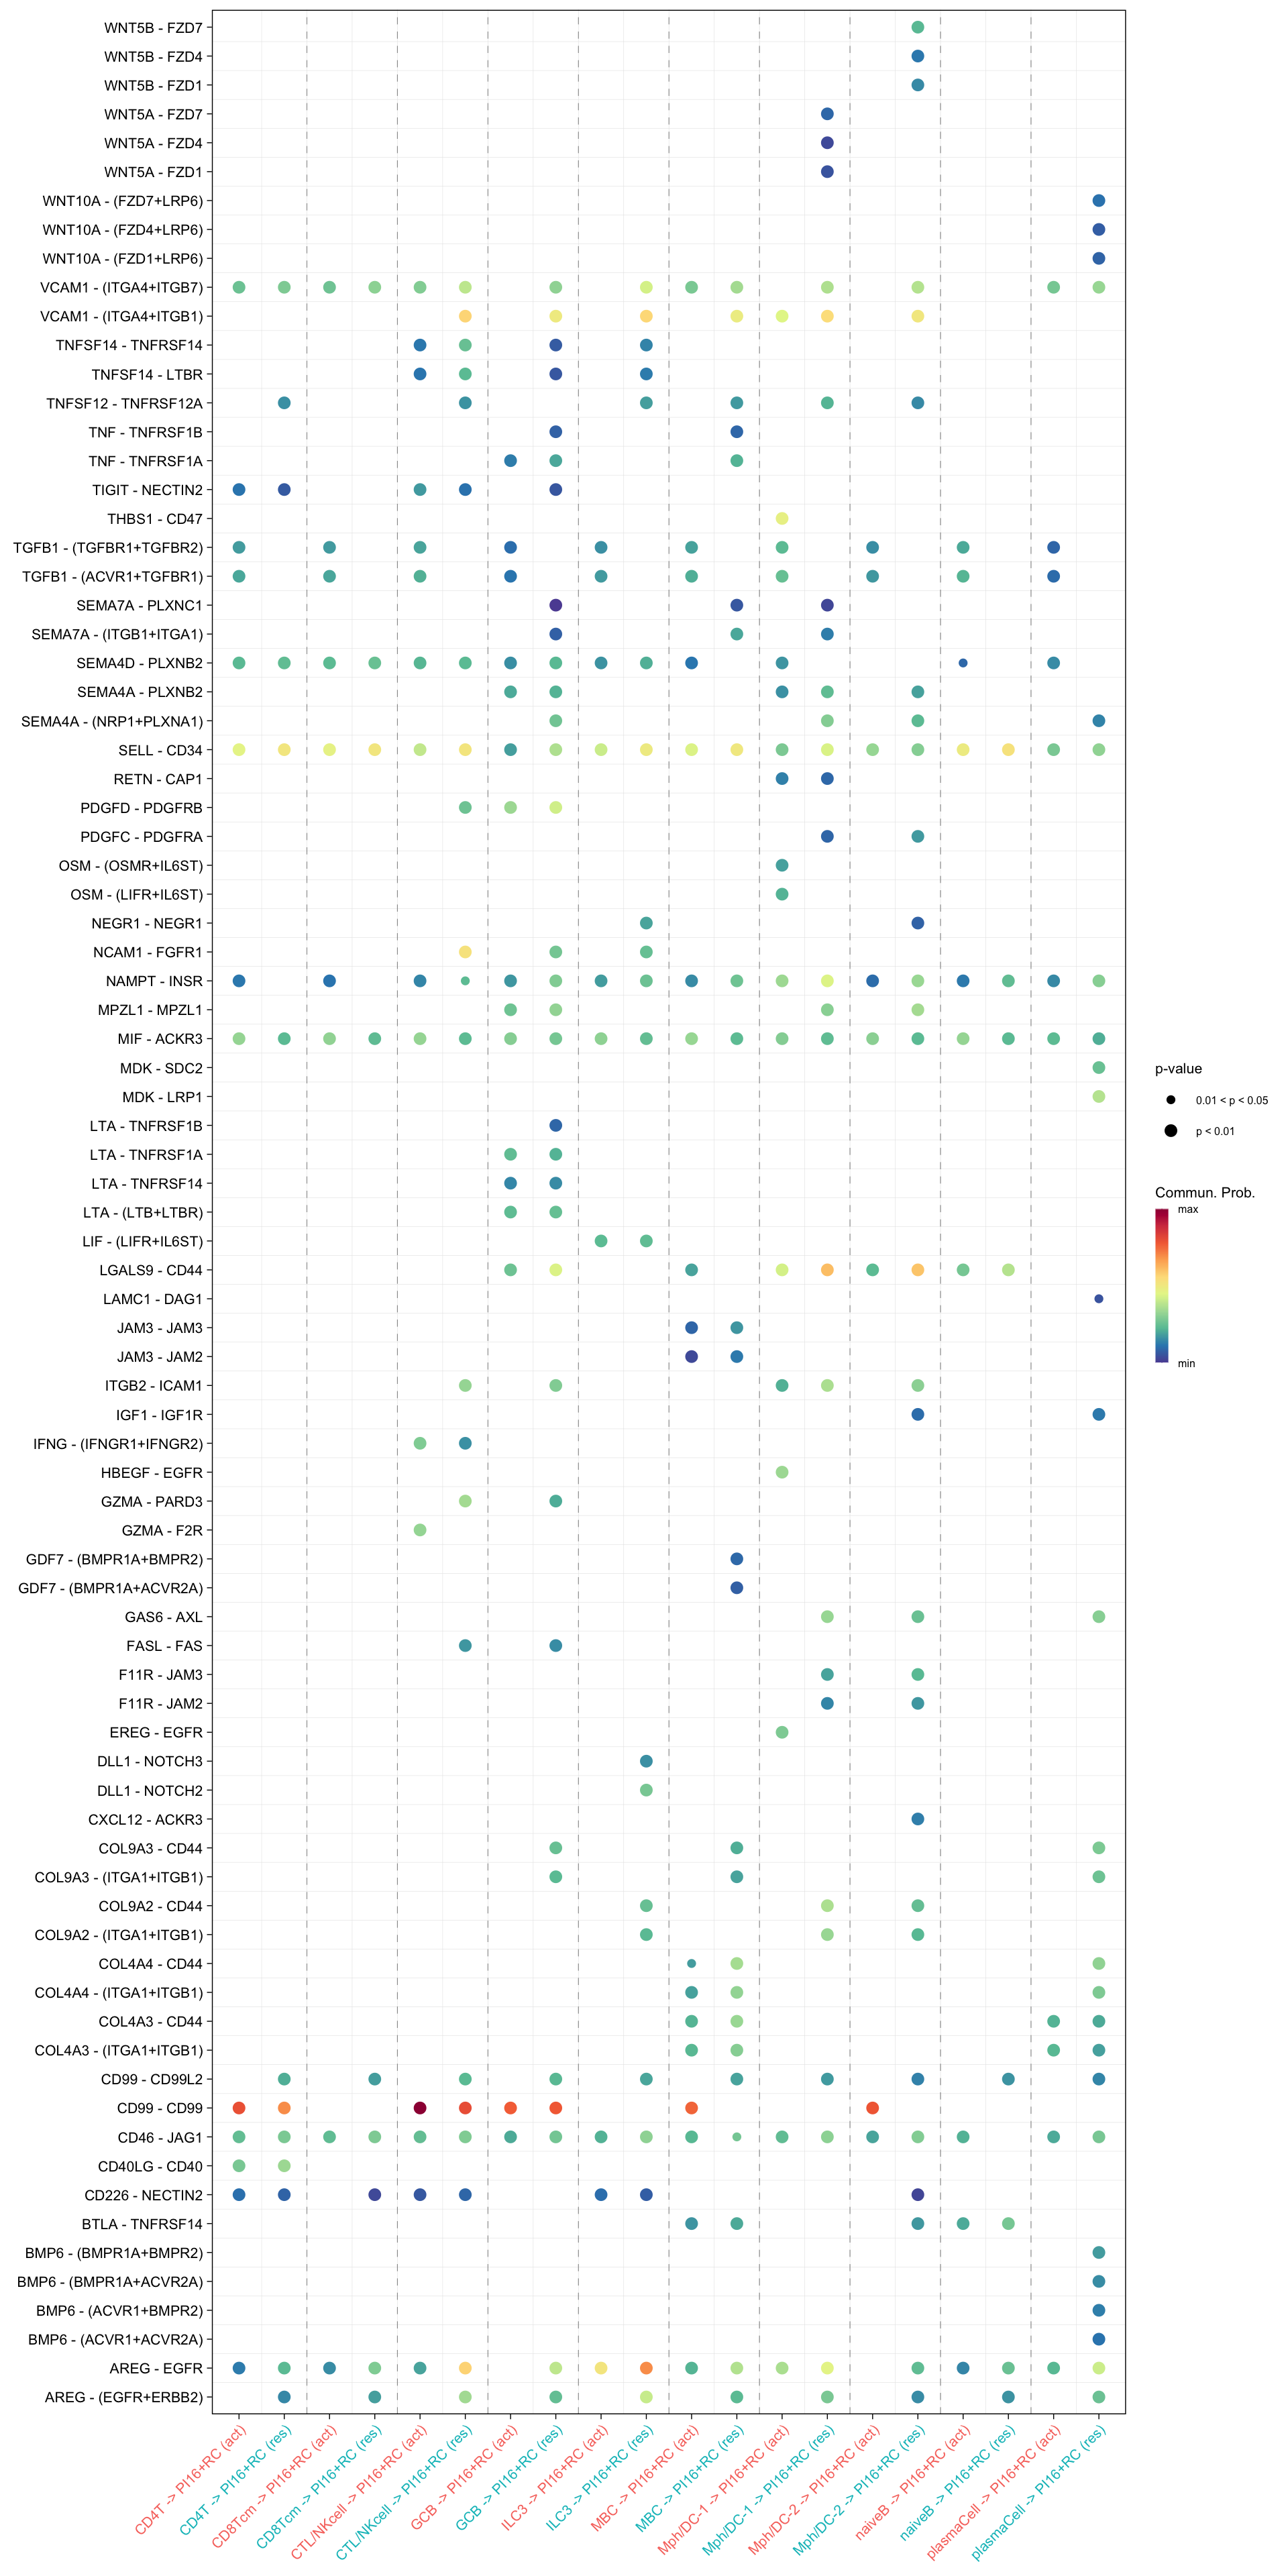 WNT5B - FZD7
WNT5B - FZD4
WNT5B - FZD1
WNT5A - FZD7
WNT5A - FZD4
WNT5A - FZD1
WNT10A - (FZD7+LRP6)
WNT10A - (FZD4+LRP6)
WNT10A - (FZD1+LRP6)
VCAM1 - (ITGA4+ITGB7)
VCAM1 - (ITGA4+ITGB1)
TNFSF14 - TNFRSF14
TNFSF14 - LTBR
TNFSF12 - TNFRSF12A
TNF - TNFRSF1B
TNF - TNFRSF1A
TIGIT - NECTIN2
THBS1 - CD47
TGFB1 - (TGFBR1+TGFBR2)
TGFB1 - (ACVR1+TGFBR1)
SEMA7A - PLXNC1
SEMA7A - (ITGB1+ITGA1)
SEMA4D - PLXNB2
SEMA4A - PLXNB2
SEMA4A - (NRP1+PLXNA1)
SELL - CD34
RETN - CAP1
PDGFD - PDGFRB
PDGFC - PDGFRA
OSM - (OSMR+IL6ST)
OSM - (LIFR+IL6ST)
NEGR1 - NEGR1
NCAM1 - FGFR1
NAMPT - INSR
MPZL1 - MPZL1
MIF - ACKR3
MDK - SDC2
MDK - LRP1
LTA - TNFRSF1B
LTA - TNFRSF1A
LTA - TNFRSF14
LTA - (LTB+LTBR)
LIF - (LIFR+IL6ST)
LGALS9 - CD44
LAMC1 - DAG1
JAM3 - JAM3
JAM3 - JAM2
ITGB2 - ICAM1
IGF1 - IGF1R
IFNG - (IFNGR1+IFNGR2)
HBEGF - EGFR
GZMA - PARD3
GZMA - F2R
GDF7 - (BMPR1A+BMPR2)
GDF7 - (BMPR1A+ACVR2A)
GAS6 - AXL
FASL - FAS
F11R - JAM3
F11R - JAM2
EREG - EGFR
DLL1 - NOTCH3
DLL1 - NOTCH2
CXCL12 - ACKR3
COL9A3 - CD44
COL9A3 - (ITGA1+ITGB1)
COL9A2 - CD44
COL9A2 - (ITGA1+ITGB1)
COL4A4 - CD44
COL4A4 - (ITGA1+ITGB1)
COL4A3 - CD44
COL4A3 - (ITGA1+ITGB1)
CD99 - CD99L2
CD99 - CD99
CD46 - JAG1
CD40LG - CD40
CD226 - NECTIN2
BTLA - TNFRSF14
BMP6 - (BMPR1A+BMPR2)
BMP6 - (BMPR1A+ACVR2A)
BMP6 - (ACVR1+BMPR2)
BMP6 - (ACVR1+ACVR2A)
AREG - EGFR
AREG - (EGFR+ERBB2)
CD4T -> PI16+RC (act)
CD4T -> PI16+RC (res)
CD8Tcm -> PI16+RC (act)
CD8Tcm -> PI16+RC (res)
CTL/NKcell -> PI16+RC (act)
CTL/NKcell -> PI16+RC (res)
GCB -> PI16+RC (act)
GCB -> PI16+RC (res)
ILC3 -> PI16+RC (act)
ILC3 -> PI16+RC (res)
MBC -> PI16+RC (act)
MBC -> PI16+RC (res)
Mph/DC-1 -> PI16+RC (act)
Mph/DC-1 -> PI16+RC (res)
Mph/DC-2 -> PI16+RC (act)
Mph/DC-2 -> PI16+RC (res)
naiveB -> PI16+RC (act)
naiveB -> PI16+RC (res)
plasmaCell -> PI16+RC (act)
plasmaCell -> PI16+RC (res)
p-value
0.01 < p < 0.05
p < 0.01
Commun. Prob.
max
min